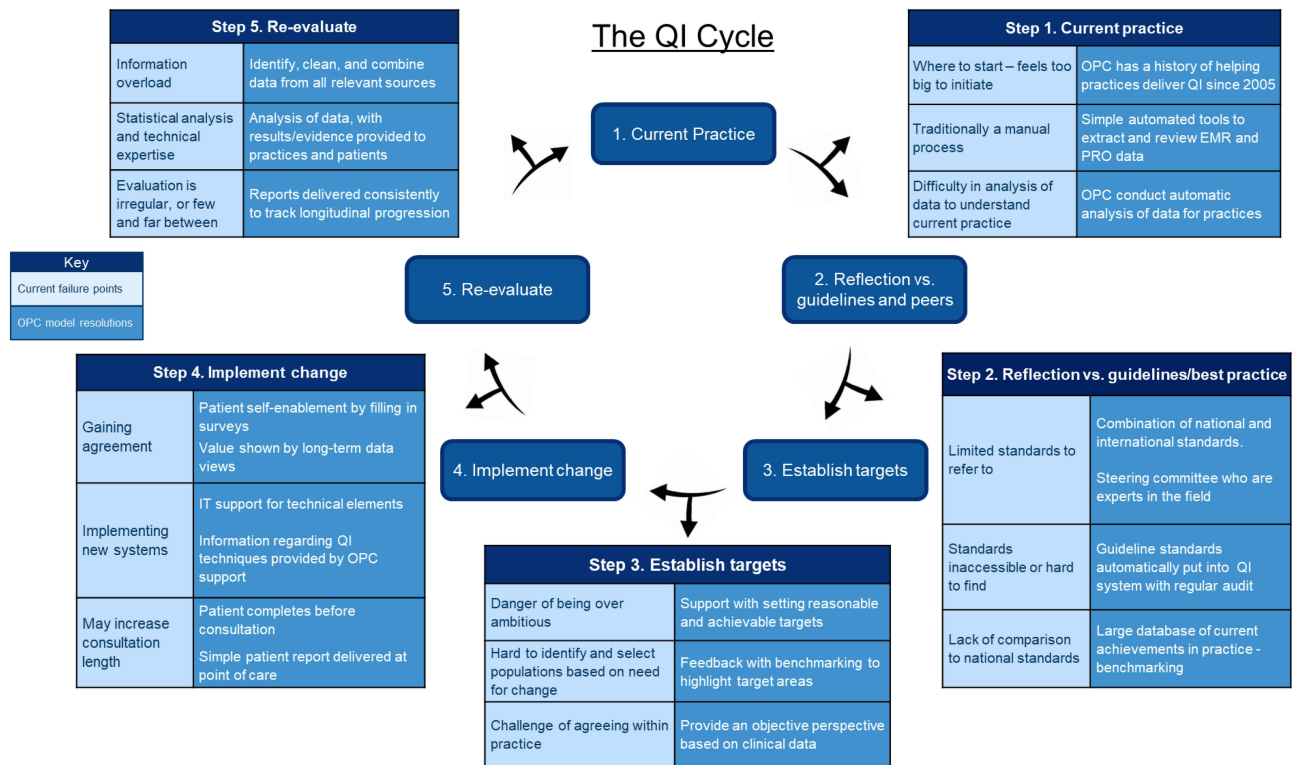 The QI Cycle
1. Current Practice
2. Reflection vs.
guidelines and peers
3. Establish targets
4. Implement change
5. Re-evaluate
Step 1. Current practice
Where to start – feels too
big to initiate
OPC has a history of helping
practices deliver QI since 2005
Traditionally a manual
process
Simple automated tools to
extract and review EMR and
PRO data
Difficulty in analysis of
data to understand
current practice
OPC conduct automatic
analysis of data for practices
Step 2. Reflection vs. guidelines/best practice
Limited standards to
refer to
Combination of national and
international standards.
Steering committee who are
experts in the field
Standards
inaccessible or hard
to find
Guideline standards
automatically put into QI
system with regular audit
Lack of comparison
to national standards
Large database of current
achievements in practice -
benchmarking
Step 3. Establish targets
Danger of being over
ambitious
Support with setting reasonable
and achievable targets
Hard to identify and select
populations based on need
for change
Feedback with benchmarking to
highlight target areas
Challenge of agreeing within
practice
Provide an objective perspective
based on clinical data
Step 4. Implement change
Gaining
agreement
Patient self-enablement by filling in
surveys
Value shown by long-term data
views
Implementing
new systems
IT support for technical elements
Information regarding QI
techniques provided by OPC
support
May increase
consultation
length
Patient completes before
consultation
Simple patient report delivered at
point of care
Step 5. Re-evaluate
Information
overload
Identify, clean, and combine
data from all relevant sources
Statistical analysis
and technical
expertise
Analysis of data, with
results/evidence provided to
practices and patients
Evaluation is
irregular, or few
and far between
Reports delivered consistently
to track longitudinal progression
Key
Current failure points
OPC model resolutions